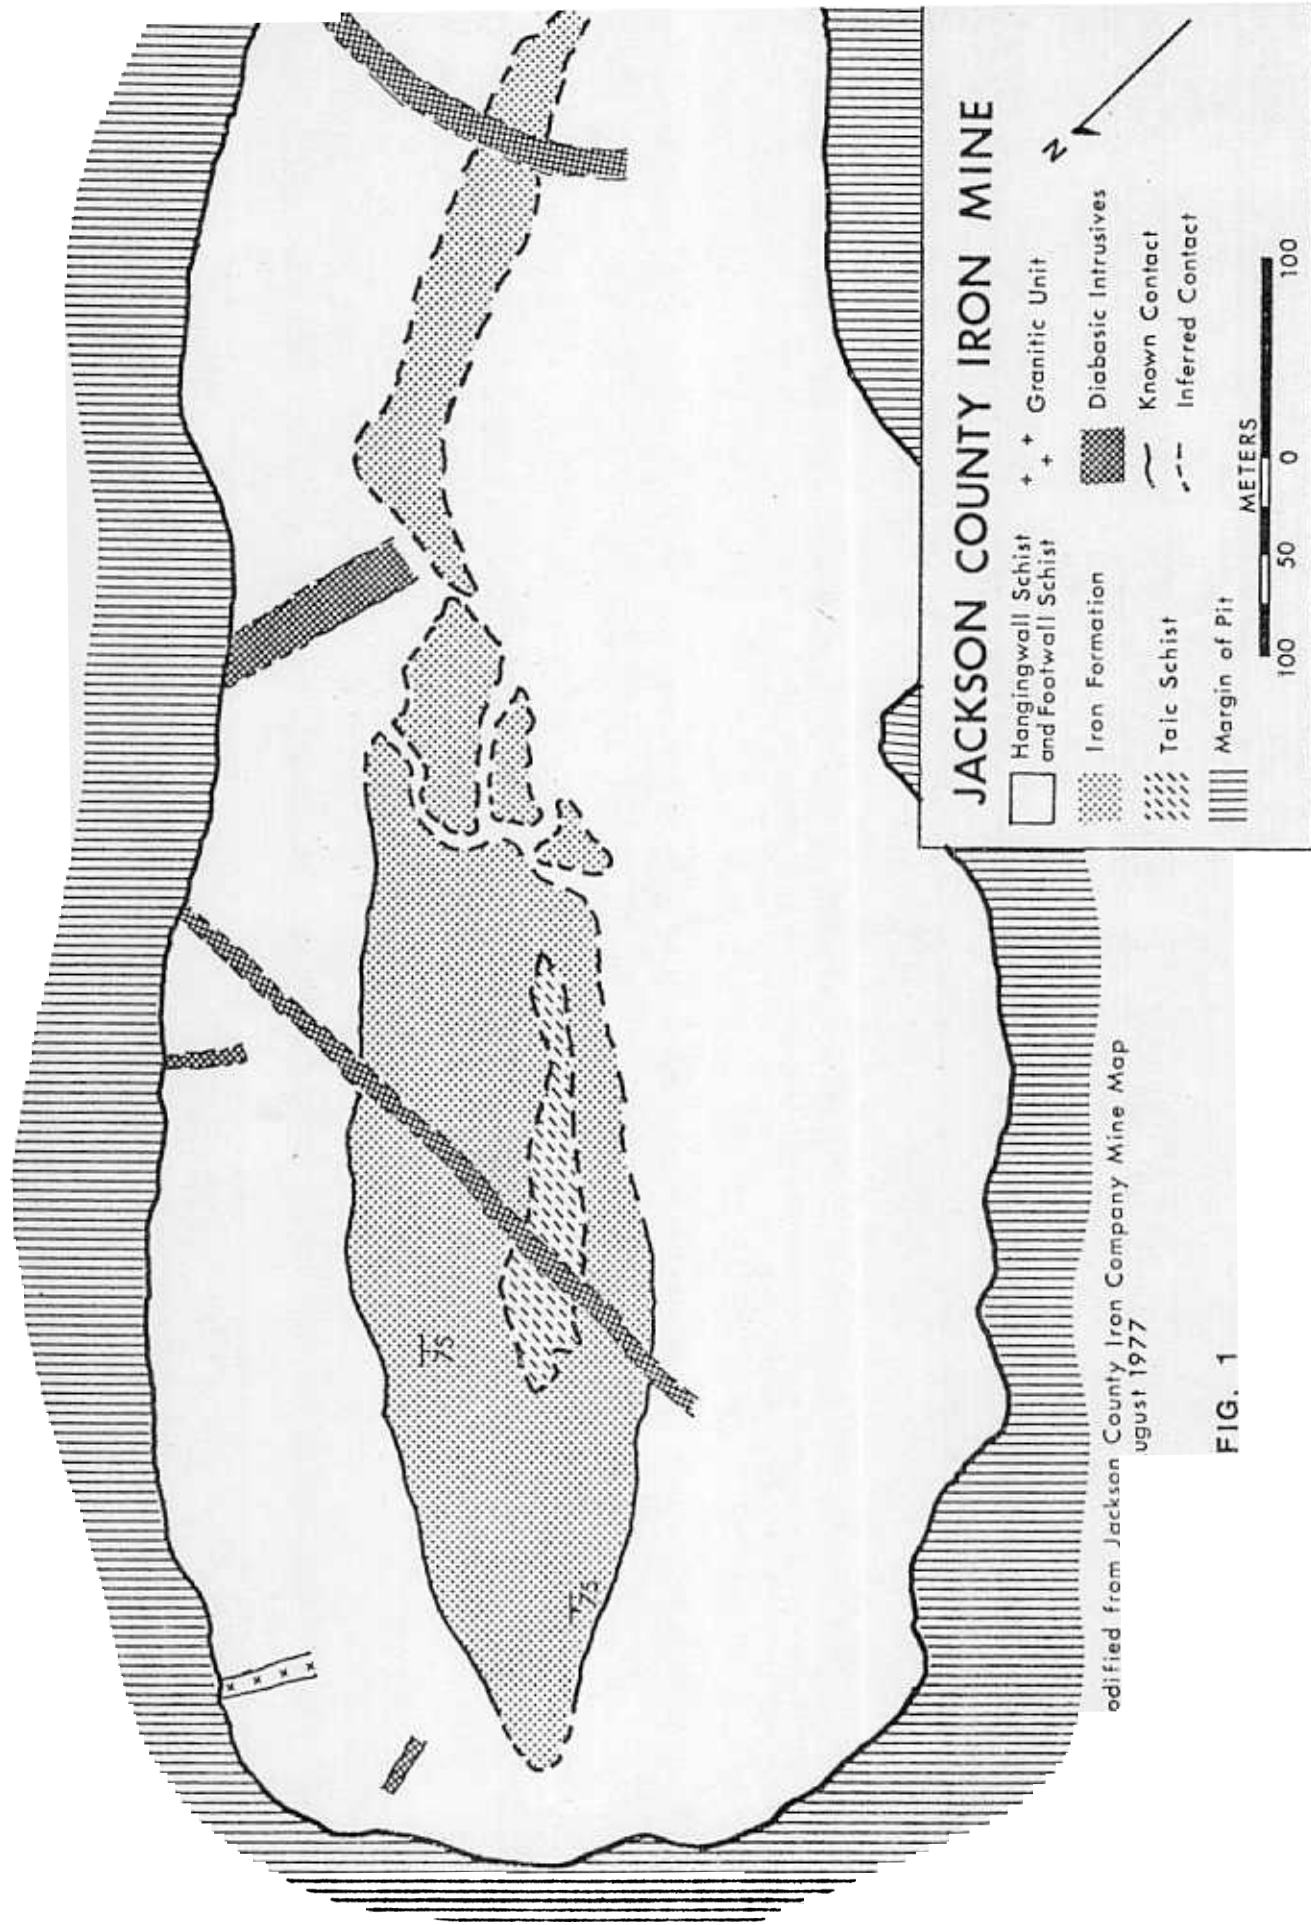 JACKSON COUNTY IRON MINE
Hangingwall Schist
and Footwall Schist
Granitic Unit
Iron Formation
Diabasic Intrusives
Talc Schist
Known Contact
Inferred Contact
Margin of Pit
N
METERS
100 50 0 100
75
75
odified from Jackson County Iron Company Mine Map
ugust 1977
FIG. 1